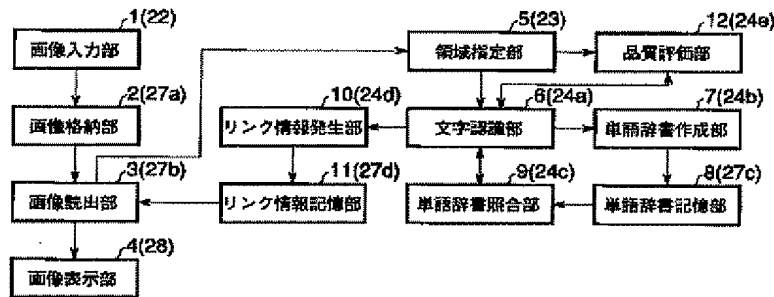 1(22)
画像入力部
2(27a)
画像格納部
3(27b)
画像読出部
4(28)
画像表示部
5(23)
領域指定部
12(24e)
品質評価部
10(24d)
リンク情報発生部
6(24a)
文字認識部
7(24b)
単語辞書作成部
11(27d)
リンク情報記憶部
9(24c)
単語辞書照合部
8(27c)
単語辞書記憶部